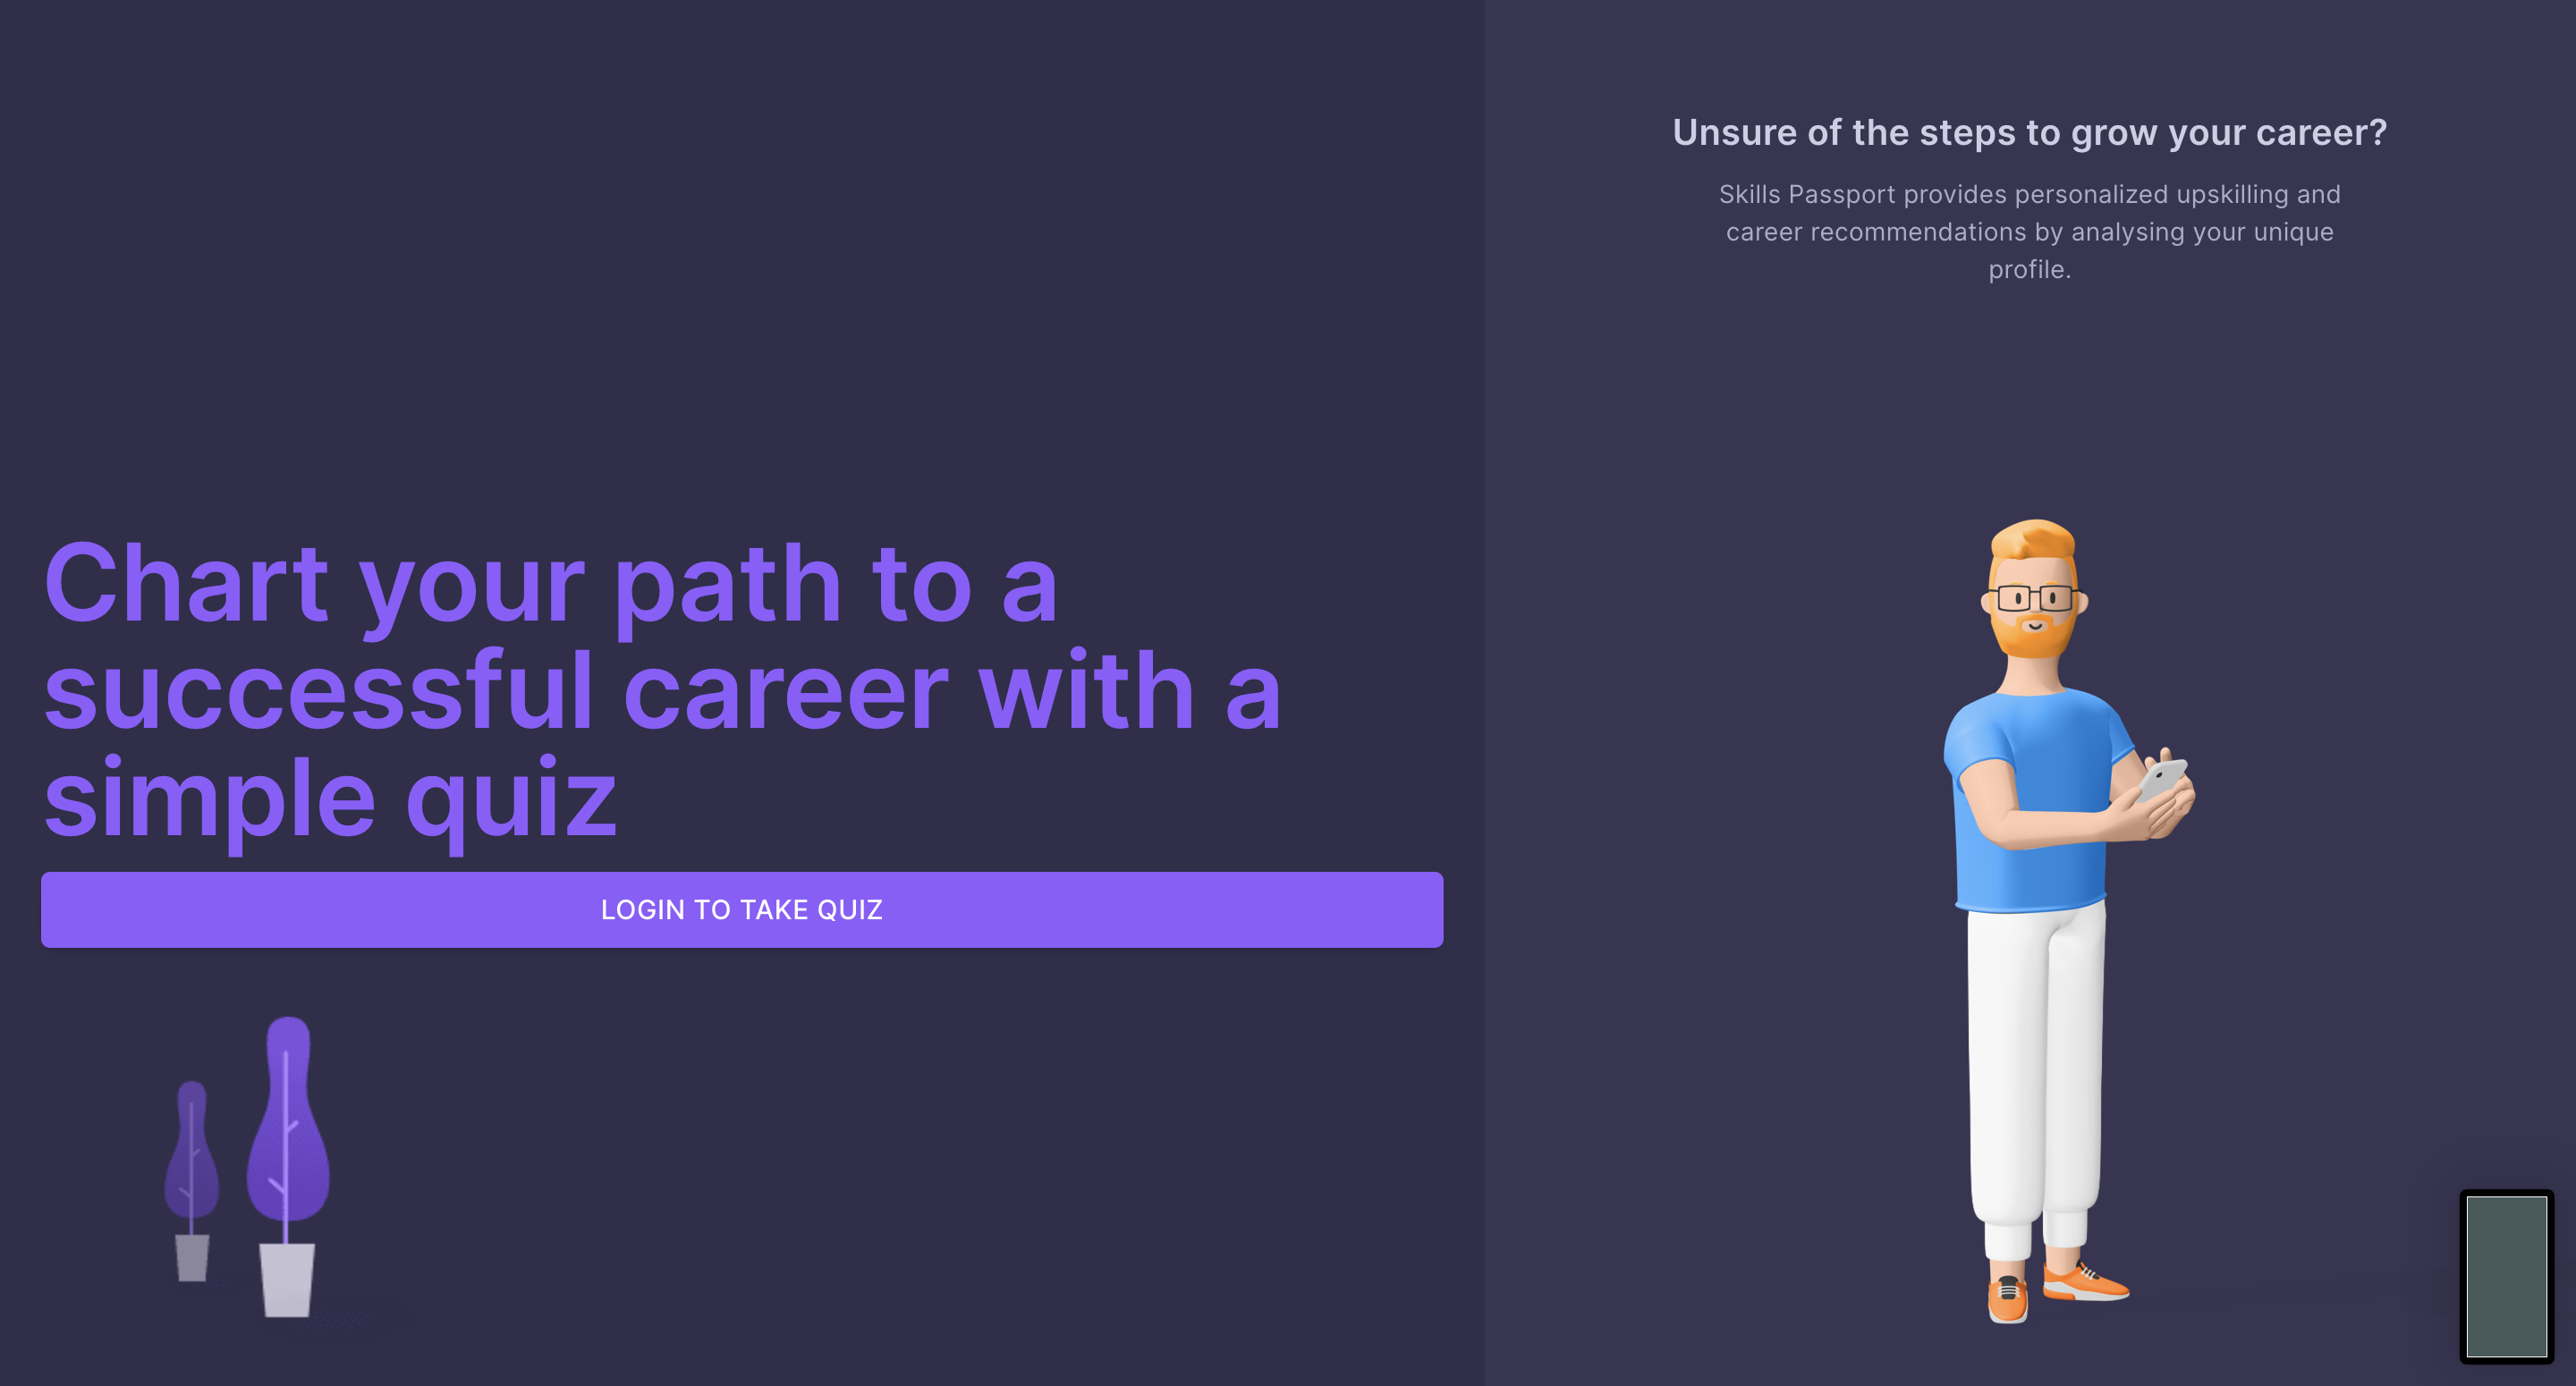 Chart your path to a
successful career with a
simple quiz
LOGIN TO TAKE QUIZ
Unsure of the steps to grow your career?
Skills Passport provides personalized upskilling and
career recommendations by analysing your unique
profile.